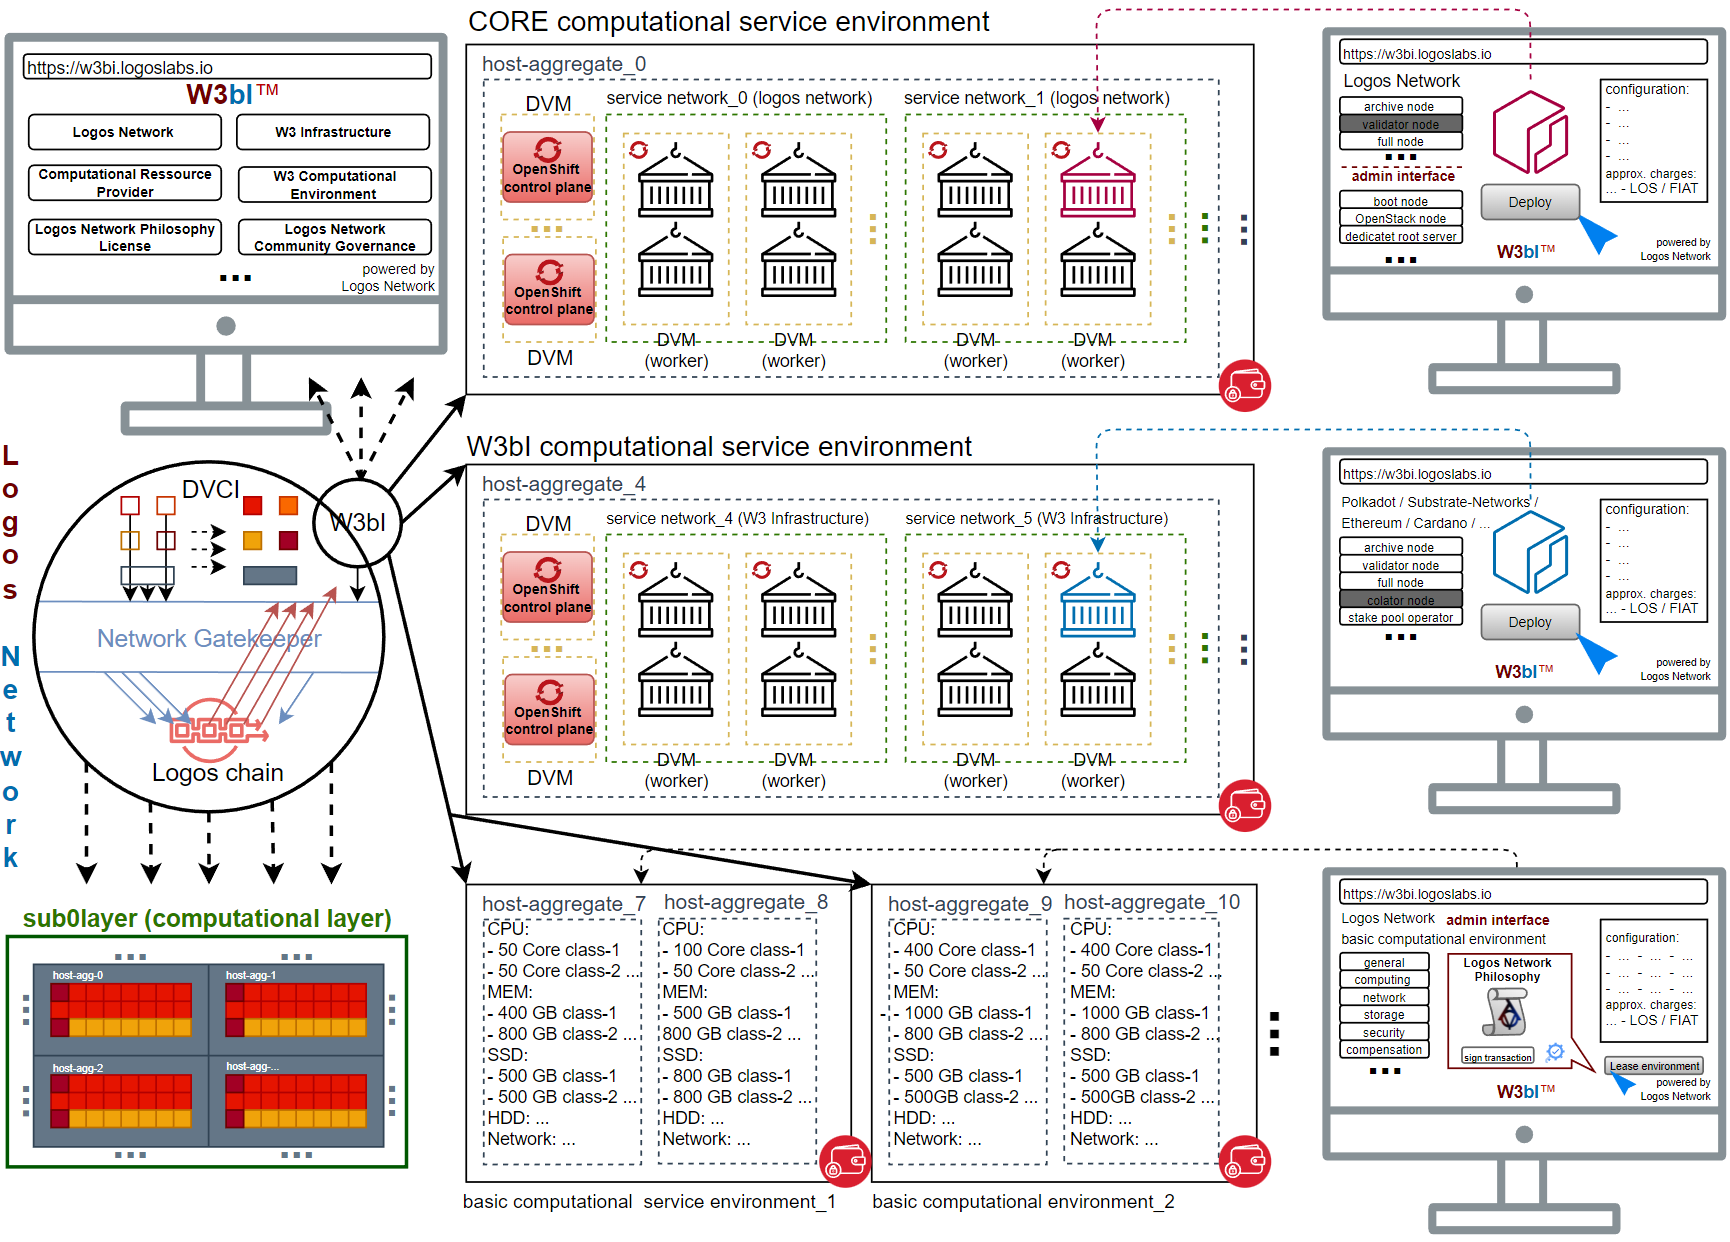 https://w3bi.logoslabs.io
W3bI™
Logos Network
W3 Infrastructure
Computational Ressource
Provider
W3 Computational
Environment
Logos Network Philosophy
License
Logos Network
Community Governance
powered by
Logos Network
Logos Network
DVCI
W3bI
Network Gatekeeper
Logos chain
sub0layer (computational layer)
host-agg-0
host-agg-1
host-agg-2
host-agg-...
CORE computational service environment
host-aggregate_0
DVM
OpenShift
control plane
OpenShift
control plane
DVM
service network_0 (logos network)
DVM
(worker)
DVM
(worker)
service network_1 (logos network)
DVM
(worker)
DVM
(worker)
W3bI computational service environment
host-aggregate_4
DVM
OpenShift
control plane
OpenShift
control plane
DVM
service network_4 (W3 Infrastructure)
DVM
(worker)
DVM
(worker)
service network_5 (W3 Infrastructure)
DVM
(worker)
DVM
(worker)
host-aggregate_7
CPU:
- 50 Core class-1
- 50 Core class-2 ...
MEM:
- 400 GB class-1
- 800 GB class-2 ...
SSD:
- 500 GB class-1
- 500 GB class-2 ...
HDD: ...
Network: ...
host-aggregate_8
CPU:
- 100 Core class-1
- 50 Core class-2 ...
MEM:
- 500 GB class-1
800 GB class-2 ...
SSD:
- 800 GB class-1
- 800 GB class-2 ...
HDD: ...
Network: ...
basic computational  service environment_1
host-aggregate_9
CPU:
- 400 Core class-1
- 50 Core class-2 ...
MEM:
- 1000 GB class-1
- 800 GB class-2 ...
SSD:
- 500 GB class-1
- 500GB class-2 ...
HDD: ...
Network: ...
host-aggregate_10
CPU:
- 400 Core class-1
- 50 Core class-2 ...
MEM:
- 1000 GB class-1
- 800 GB class-2 ...
SSD:
- 500 GB class-1
- 500GB class-2 ...
HDD: ...
Network: ...
basic computational environment_2
https://w3bi.logoslabs.io
Logos Network
archive node
validator node
full node
admin interface
boot node
OpenStack node
dedicatet root server
Deploy
W3bI™
configuration:
- ...
- ...
- ...
- ...
approx. charges:
... - LOS / FIAT
powered by
Logos Network
https://w3bi.logoslabs.io
Polkadot / Substrate-Networks /
Ethereum / Cardano / ...
archive node
validator node
full node
colator node
stake pool operator
Deploy
W3bI™
configuration:
- ...
- ...
- ...
- ...
approx. charges:
... - LOS / FIAT
powered by
Logos Network
https://w3bi.logoslabs.io
Logos Network admin interface
basic computational environment
general
computing
network
storage
security
compensation
Logos Network
Philosophy
sign transaction
W3bI™
configuration:
- ... - ... - ...
- ... - ... - ...
- ... - ... - ...
approx. charges:
... - LOS / FIAT
Lease environment
powered by
Logos Network